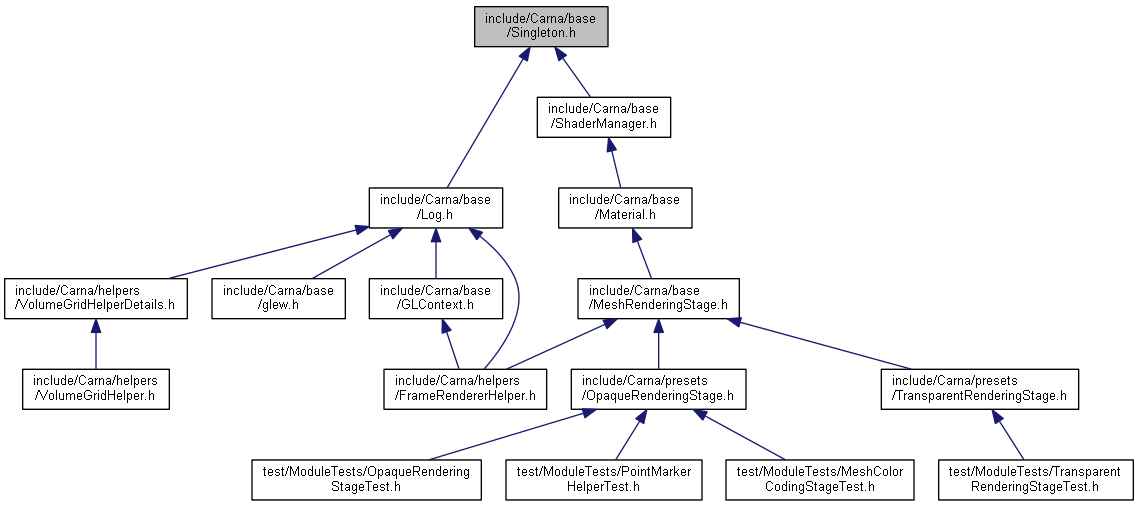 include/Carna/base
/Singleton.h
include/Carna/base
/ShaderManager.h
include/Carna/base
/Log.h
include/Carna/base
/Material.h
include/Carna/helpers
/VolumeGridHelperDetails.h
include/Carna/base
/glew.h
include/Carna/base
/GLContext.h
include/Carna/base
/MeshRenderingStage.h
include/Carna/helpers
/VolumeGridHelper.h
include/Carna/helpers
/FrameRendererHelper.h
include/Carna/presets
/OpaqueRenderingStage.h
include/Carna/presets
/TransparentRenderingStage.h
test/ModuleTests/OpaqueRendering
StageTest.h
test/ModuleTests/PointMarker
HelperTest.h
test/ModuleTests/MeshColor
CodingStageTest.h
test/ModuleTests/Transparent
RenderingStageTest.h